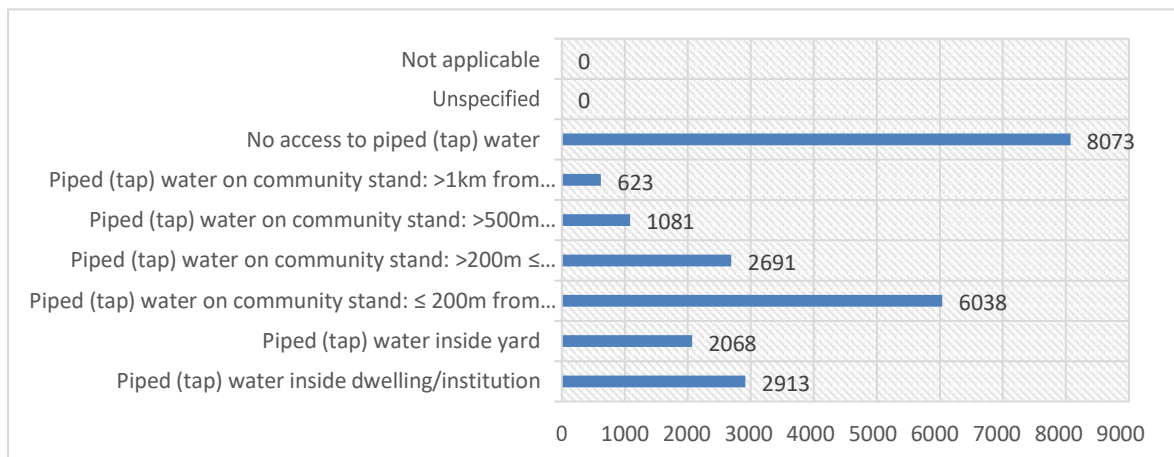 Not applicable 0
Unspecified 0
No access to piped (tap) water 8073
Piped (tap) water on community stand: >1km from… 623
Piped (tap) water on community stand: >500m… 1081
Piped (tap) water on community stand: >200m ≤… 2691
Piped (tap) water on community stand: ≤ 200m from… 6038
Piped (tap) water inside yard 2068
Piped (tap) water inside dwelling/institution 2913
0 1000 2000 3000 4000 5000 6000 7000 8000 9000